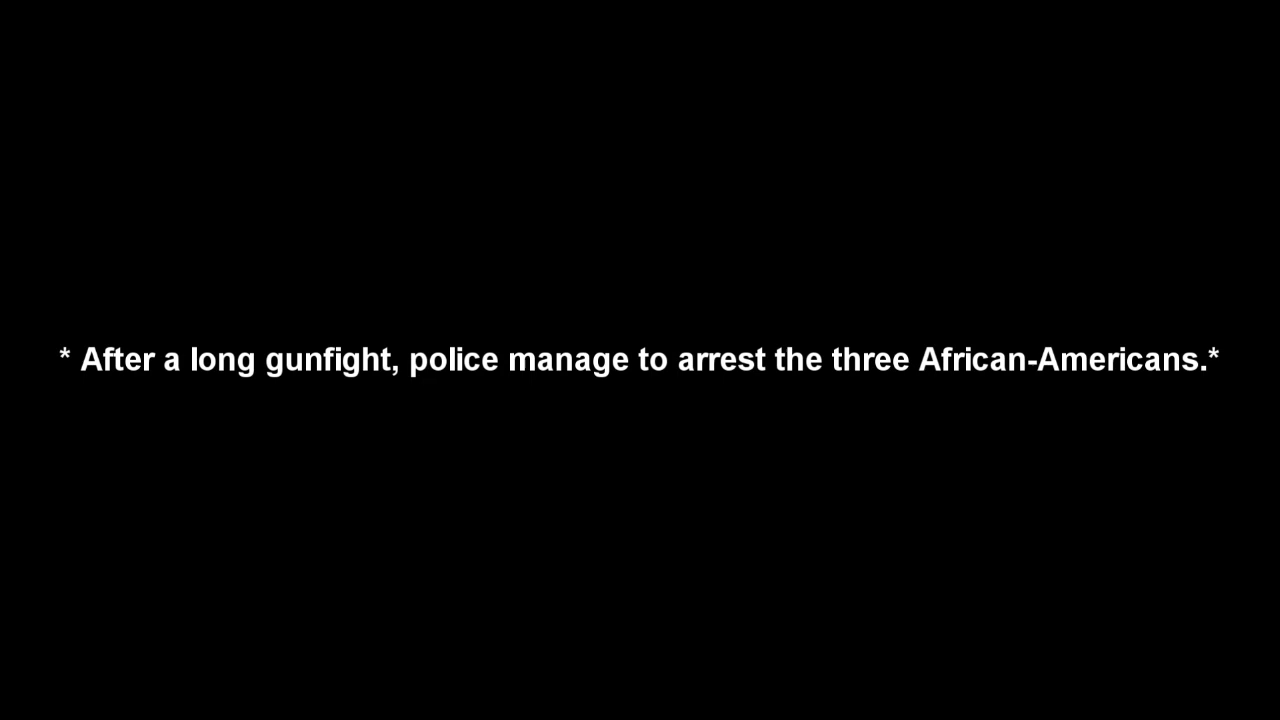 * After a long gunfight, police manage to arrest the three African-Americans.*